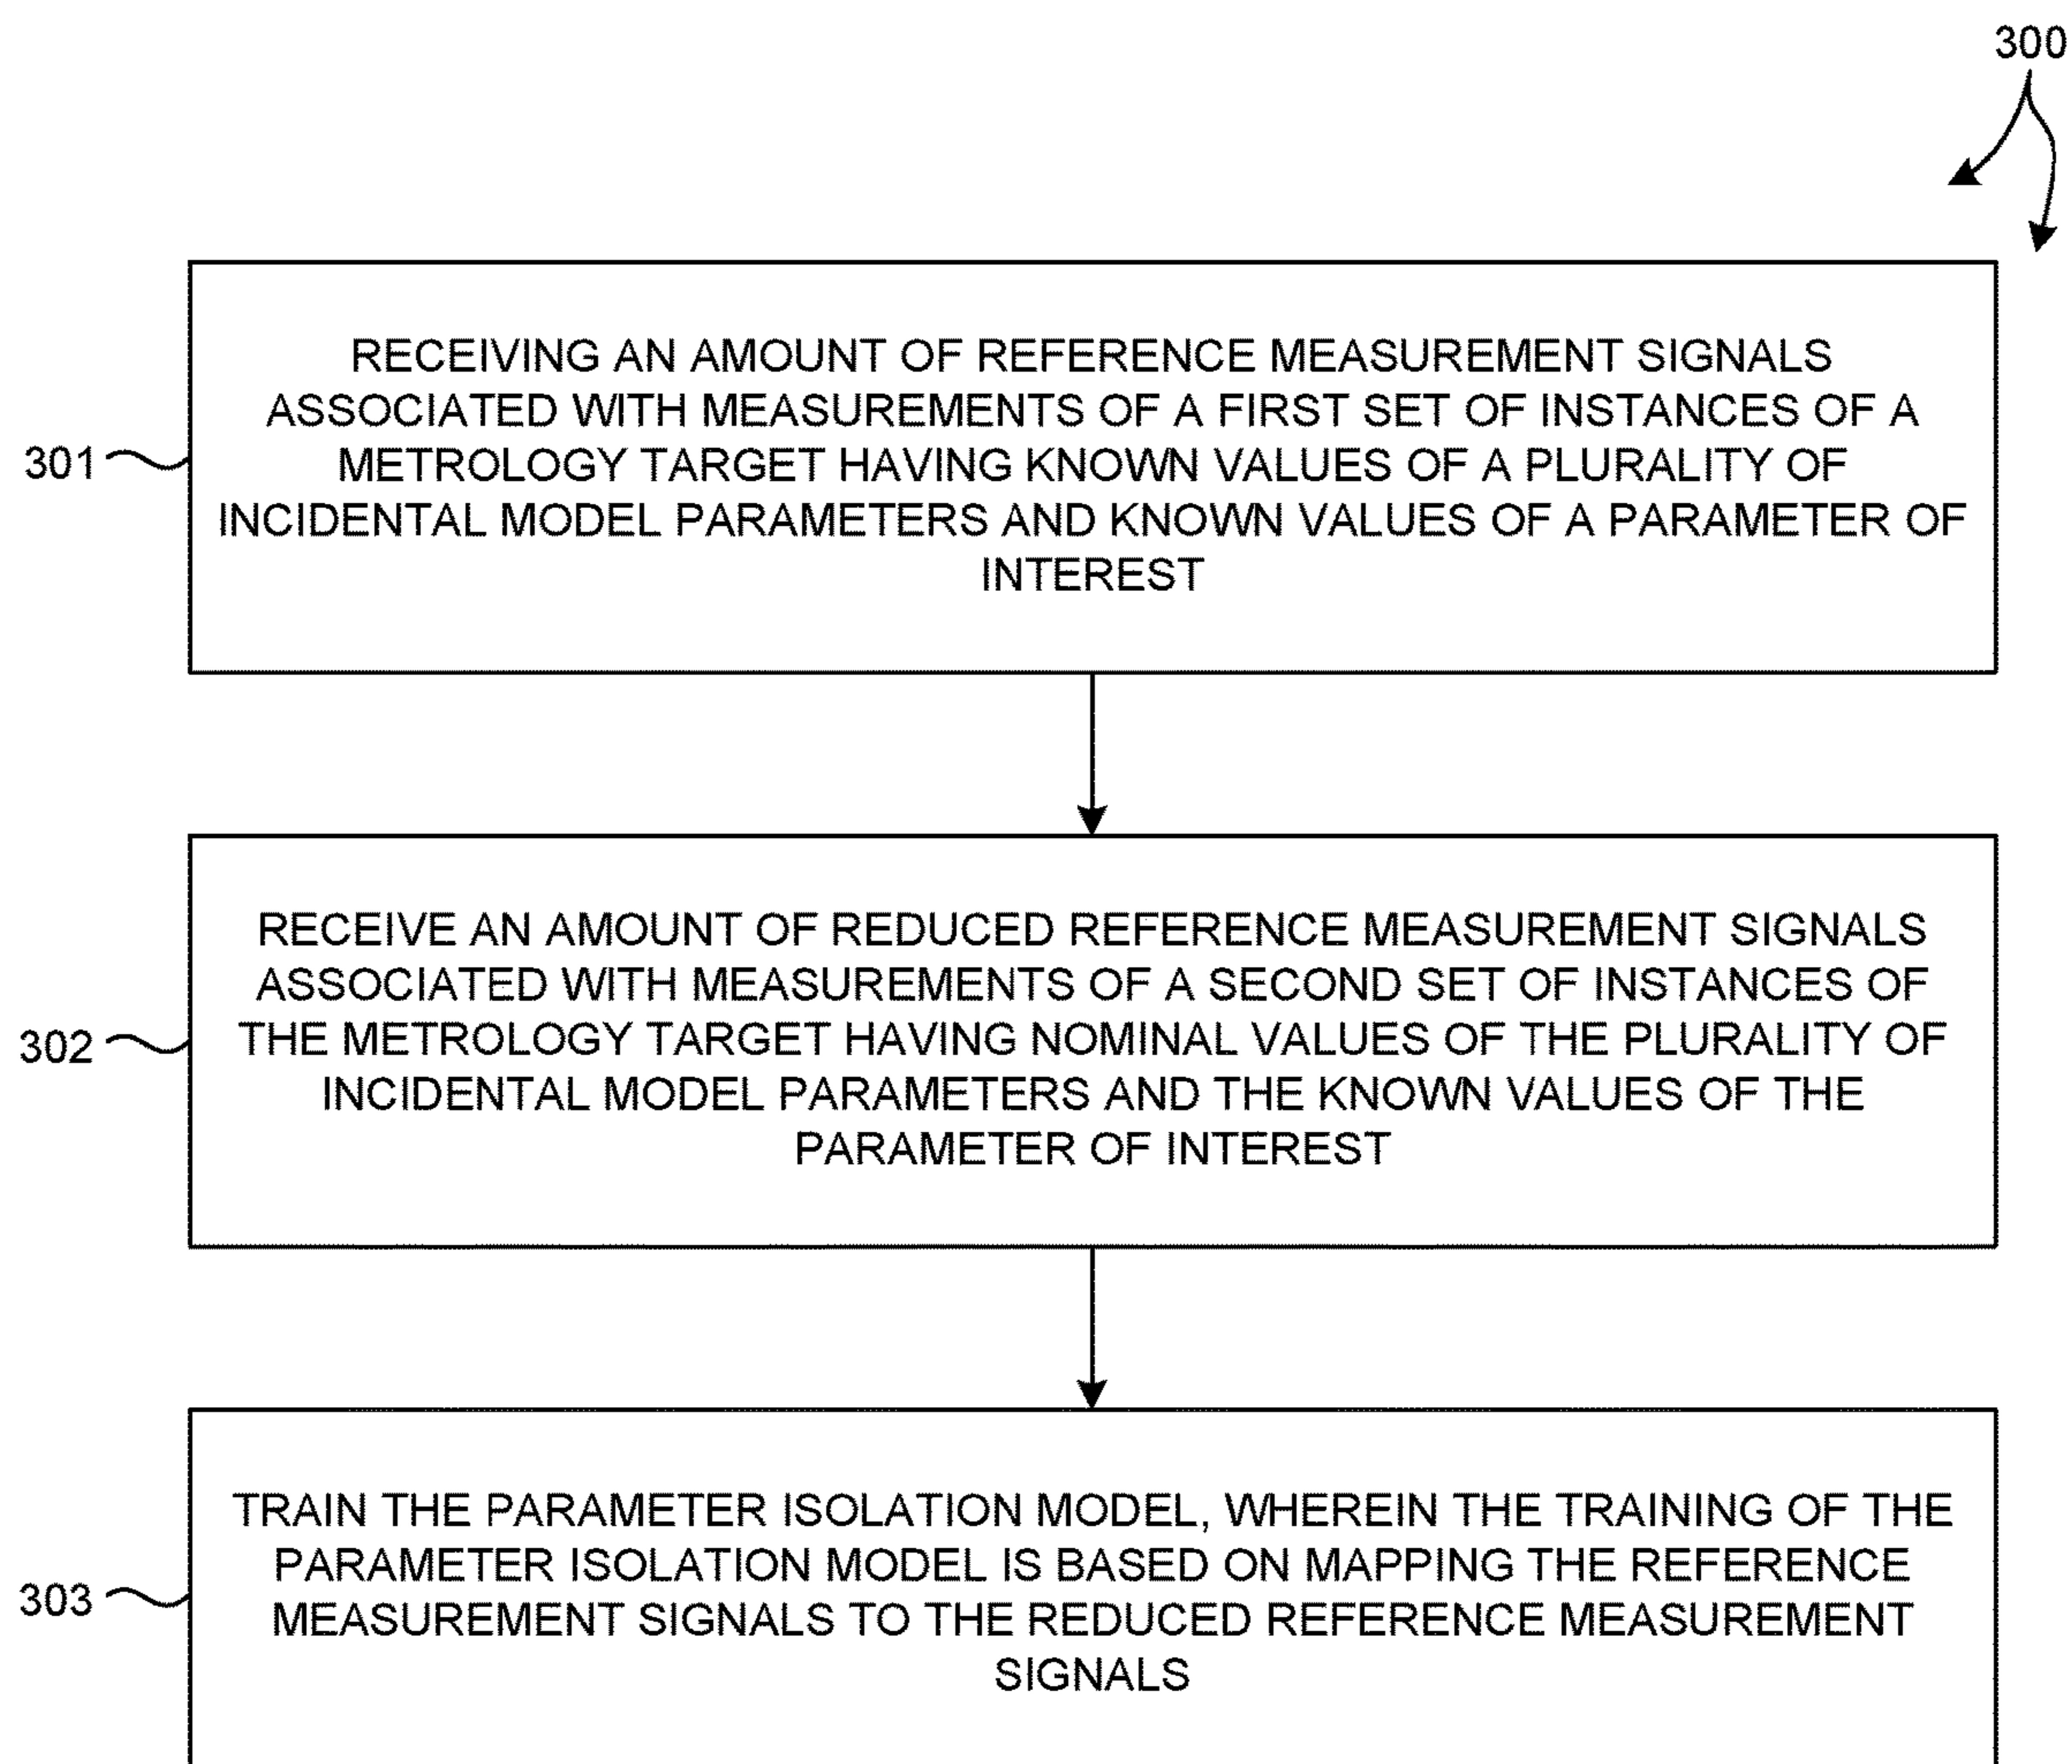 300
RECEIVING AN AMOUNT OF REFERENCE MEASUREMENT SIGNALS
ASSOCIATED WITH MEASUREMENTS OF A FIRST SET OF INSTANCES OF A
METROLOGY TARGET HAVING KNOWN VALUES OF A PLURALITY OF
INCIDENTAL MODEL PARAMETERS AND KNOWN VALUES OF A PARAMETER OF
INTEREST
301
RECEIVE AN AMOUNT OF REDUCED REFERENCE MEASUREMENT SIGNALS
ASSOCIATED WITH MEASUREMENTS OF A SECOND SET OF INSTANCES OF
THE METROLOGY TARGET HAVING NOMINAL VALUES OF THE PLURALITY OF
INCIDENTAL MODEL PARAMETERS AND THE KNOWN VALUES OF THE
PARAMETER OF INTEREST
302
TRAIN THE PARAMETER ISOLATION MODEL, WHEREIN THE TRAINING OF THE
PARAMETER ISOLATION MODEL IS BASED ON MAPPING THE REFERENCE
MEASUREMENT SIGNALS TO THE REDUCED REFERENCE MEASUREMENT
SIGNALS
303